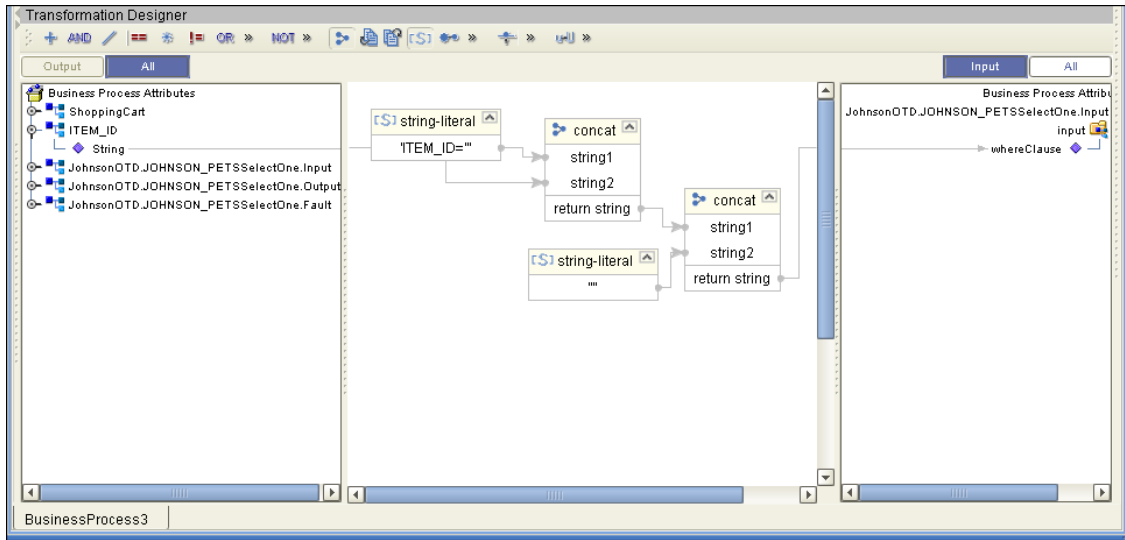 Transformation Designer
AND == != OR » NOT » [S] » » »
Output All Input All
Business Process Attributes
ShoppingCart
ITEM_ID
String
JohnsonOTD.JOHNSON_PETSSelectOne.Input
JohnsonOTD.JOHNSON_PETSSelectOne.Output
JohnsonOTD.JOHNSON_PETSSelectOne.Fault
[S] string-literal
'ITEM_ID="'
concat
string1
string2
return string
[S] string-literal
""
concat
string1
string2
return string
Business Process Attribu
JohnsonOTD.JOHNSON_PETSSelectOne.Input
input
whereClause
BusinessProcess3